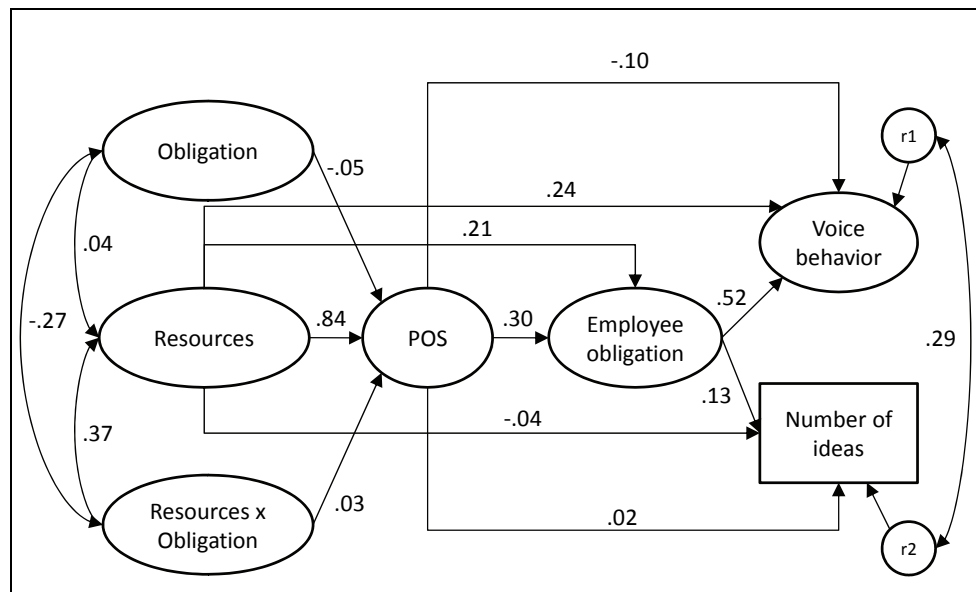 -.10
r1
Obligation
-.05
.24
Voice
behavior
.04
.21
-.27
.52
Resources
.84
POS
.30
Employee
obligation
.29
.13
.37
-.04
Number of
ideas
Resources x
Obligation
.03
.02
r2